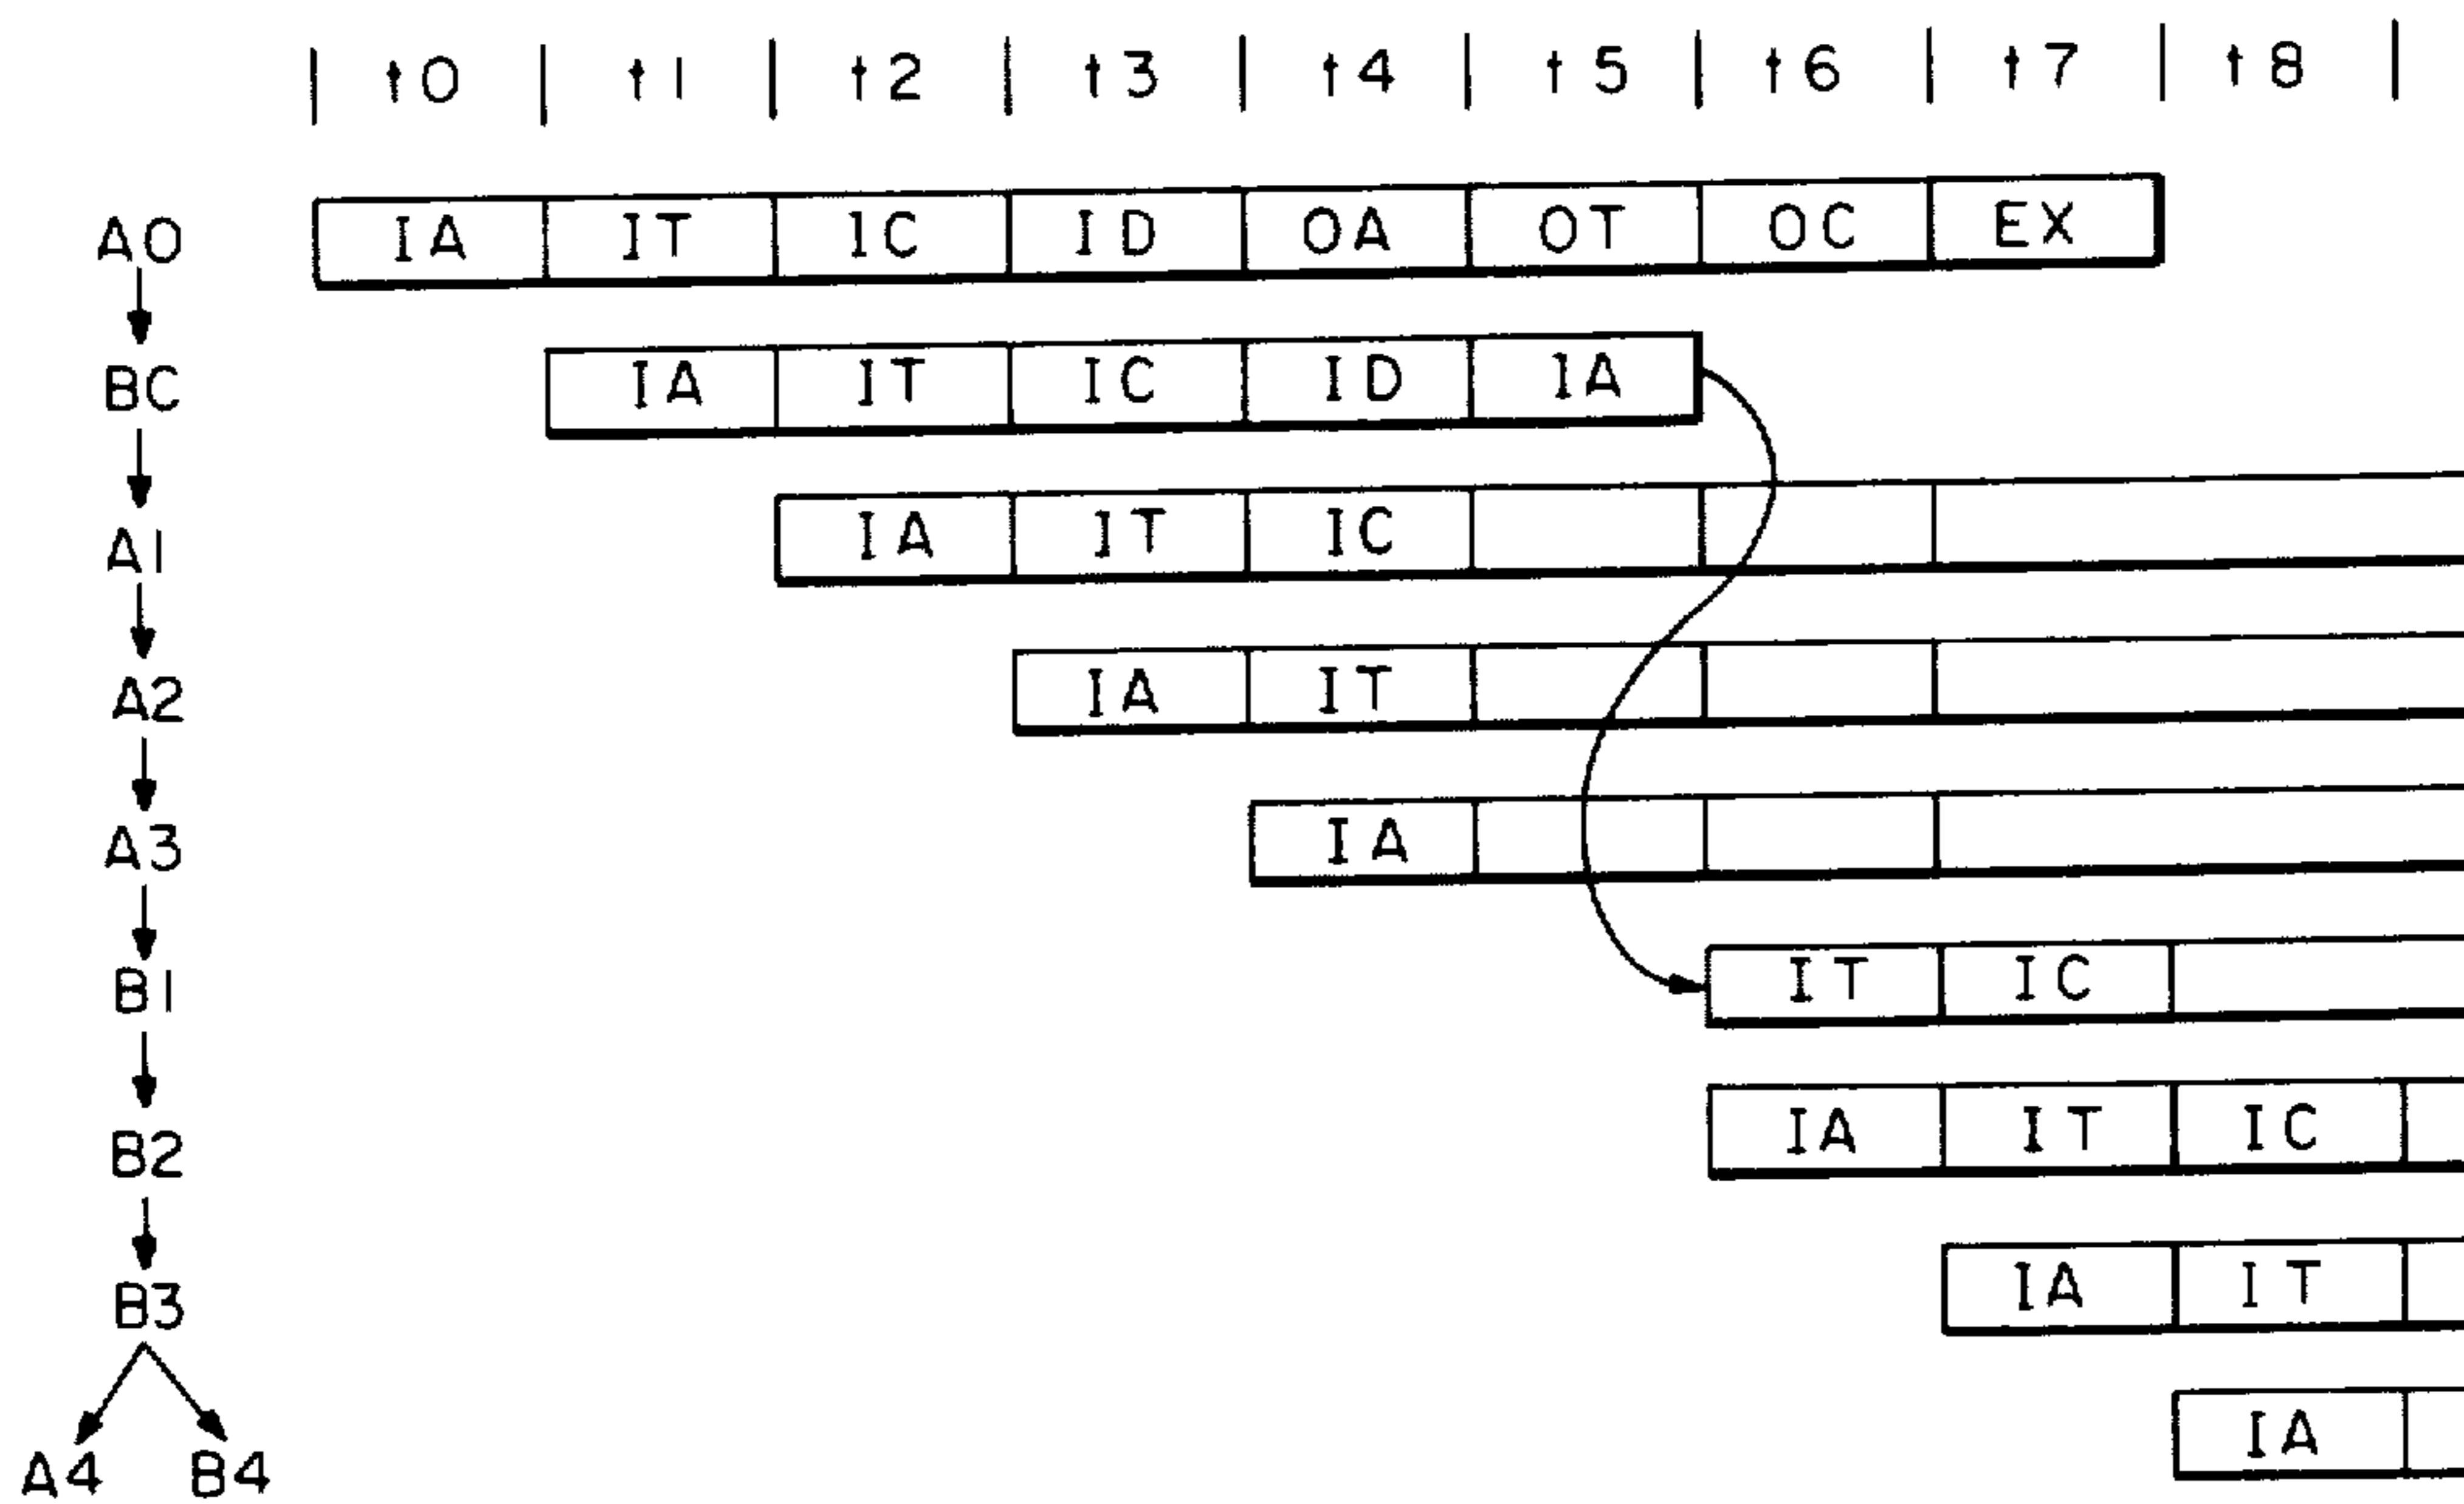 t0 t1 t2 t3 t4 t5 t6 t7 t8
A0 IA IT IC ID OA OT OC EX
BC IA IT IC ID IA
A1 IA IT IC
A2 IA IT
A3 IA
B1 IT IC
B2 IA IT IC
B3 IA IT
A4 B4 IA